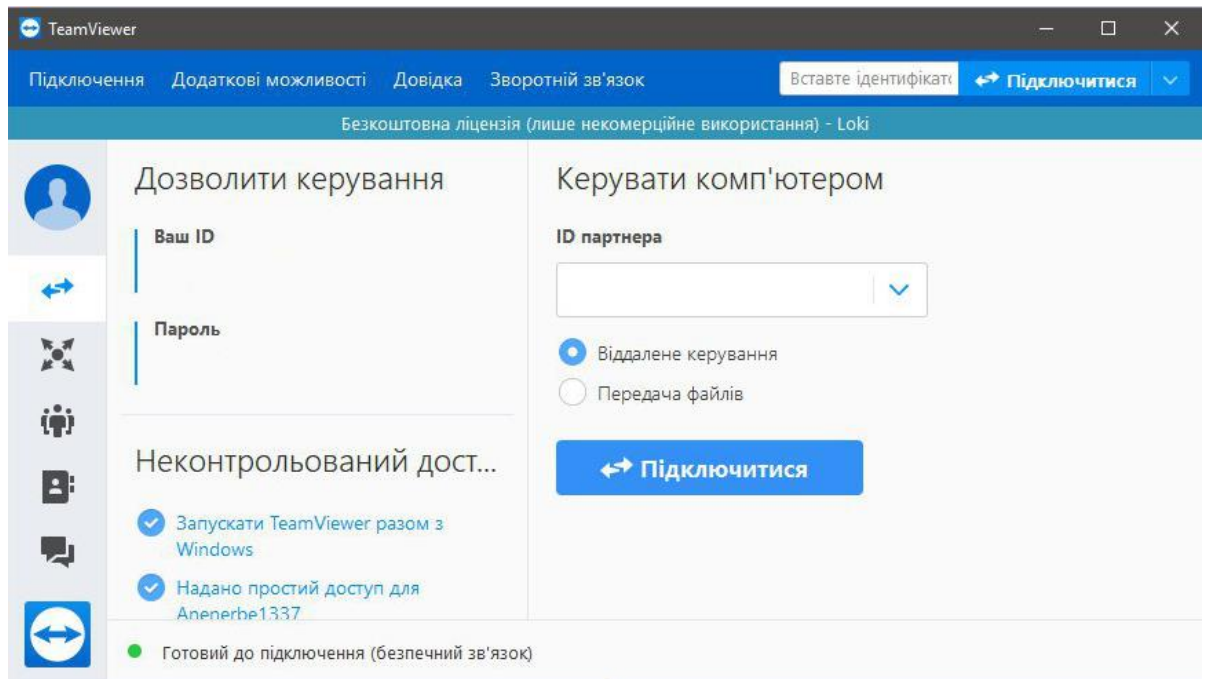 TeamViewer
Підключення Додаткові можливості Довідка Зворотній зв'язок Вставте ідентифікато Підключитися
Безкоштовна ліцензія (лише некомерційне використання) - Loki
Дозволити керування
Ваш ID
Пароль
Неконтрольований дост...
Запускати TeamViewer разом з
Windows
Надано простий доступ для
Anenerbe1337
Керувати комп'ютером
ID партнера
Віддалене керування
Передача файлів
Підключитися
Готовий до підключення (безпечний зв'язок)